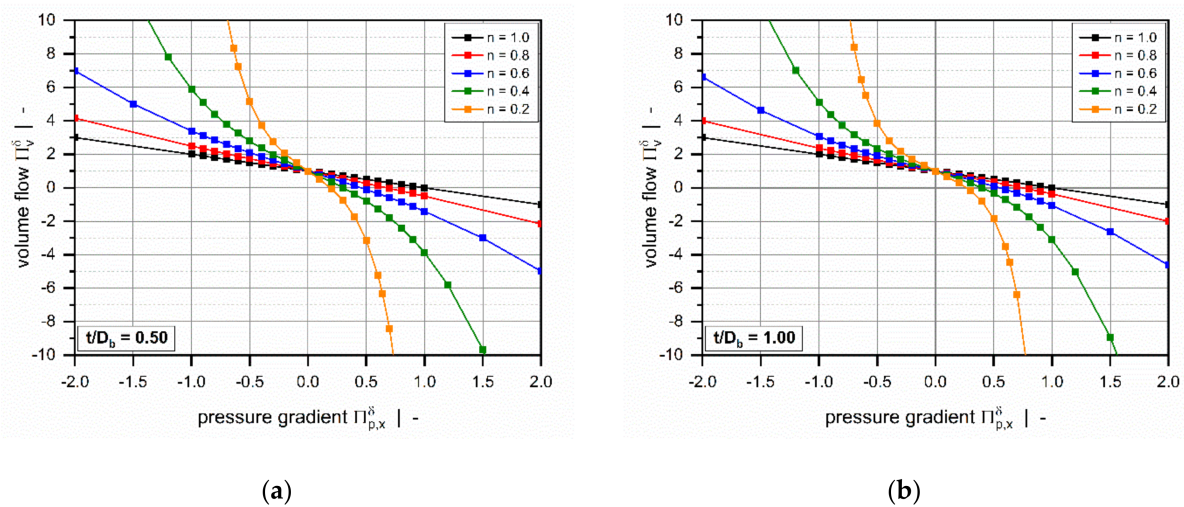 10
8
6
4
2
0
-2
-4
-6
-8
-10
volume flow Π^δ_v | -
n = 1.0
n = 0.8
n = 0.6
n = 0.4
n = 0.2
t/D_b = 0.50
-2.0 -1.5 -1.0 -0.5 0.0 0.5 1.0 1.5 2.0
pressure gradient Π^δ_p,x | -
(a)
10
8
6
4
2
0
-2
-4
-6
-8
-10
volume flow Π^δ_v | -
n = 1.0
n = 0.8
n = 0.6
n = 0.4
n = 0.2
t/D_b = 1.00
-2.0 -1.5 -1.0 -0.5 0.0 0.5 1.0 1.5 2.0
pressure gradient Π^δ_p,x | -
(b)